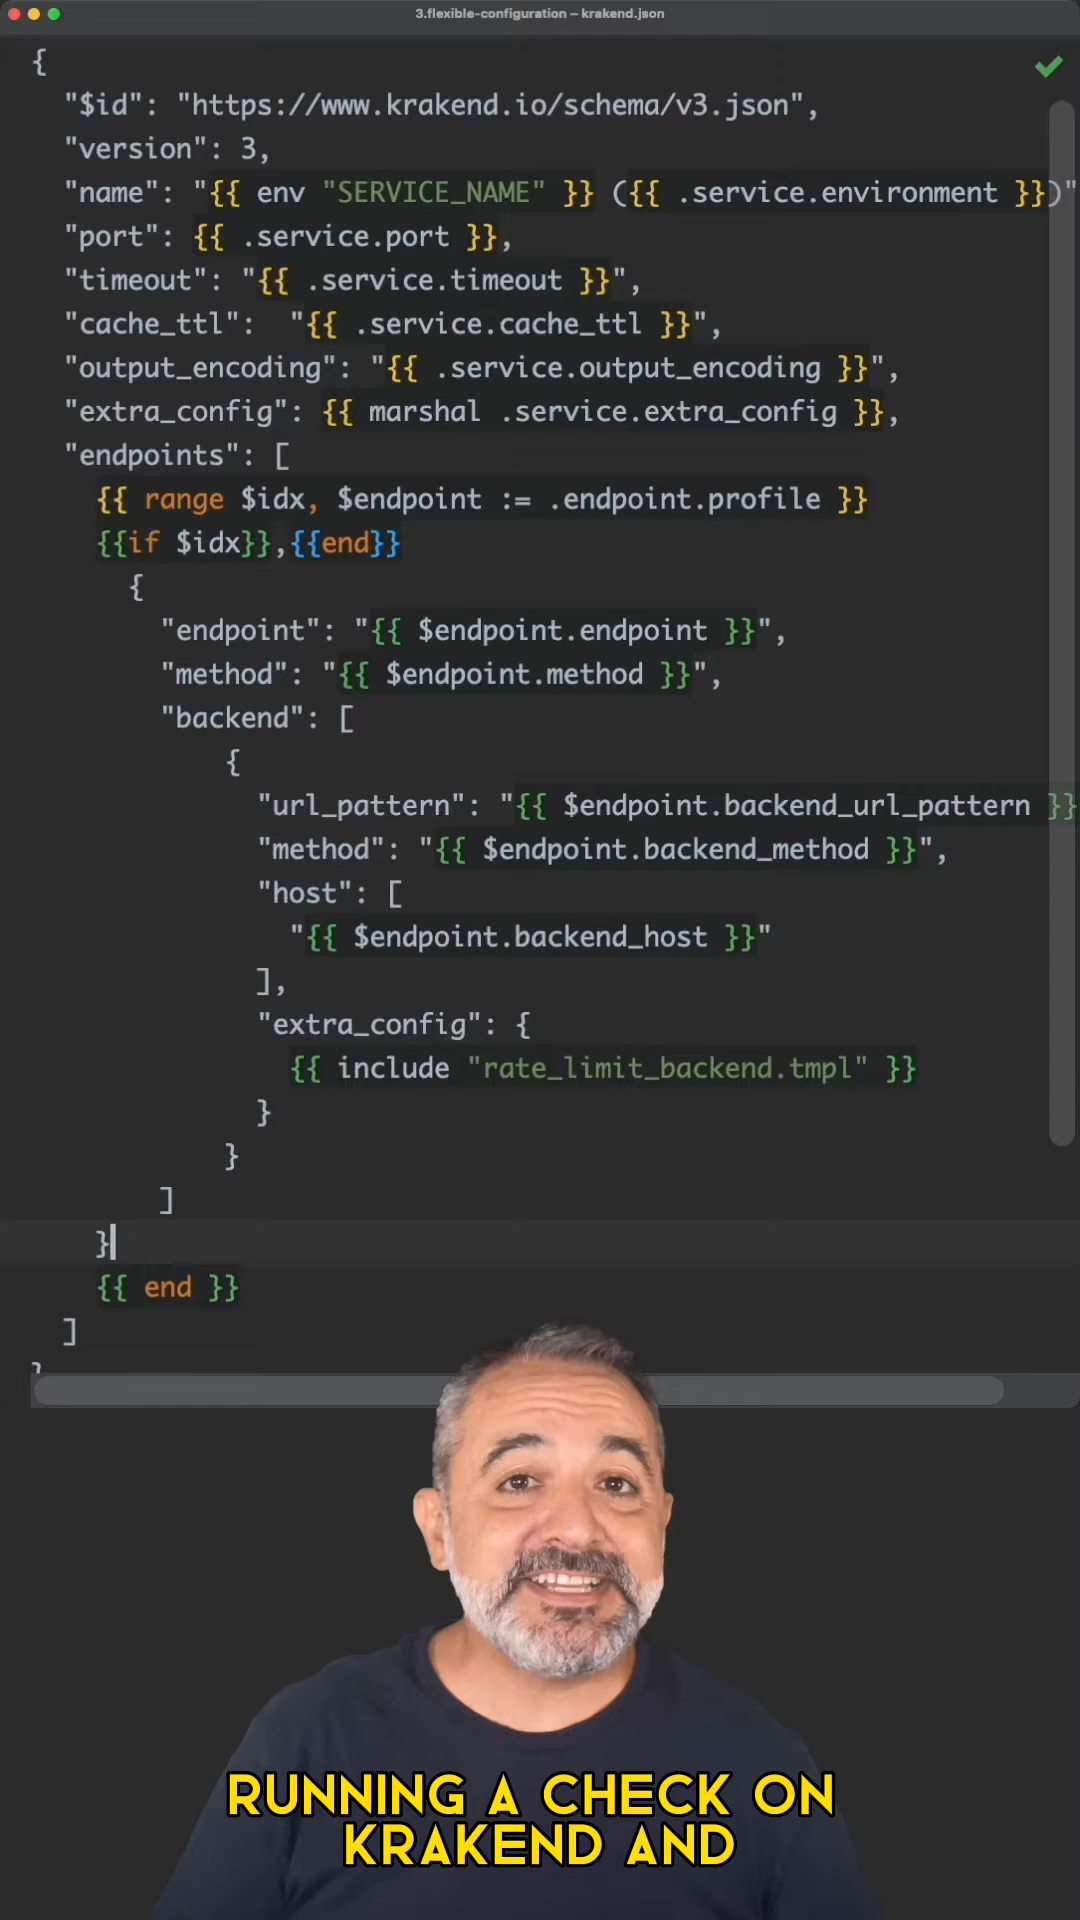 3.flexible-configuration – krakend.json
{
"$id": "https://www.krakend.io/schema/v3.json",
"version": 3,
"name": "{{ env "SERVICE_NAME" }} ({{ .service.environment }})"
"port": {{ .service.port }},
"timeout": "{{ .service.timeout }}",
"cache_ttl":  "{{ .service.cache_ttl }}",
"output_encoding": "{{ .service.output_encoding }}",
"extra_config": {{ marshal .service.extra_config }},
"endpoints": [
{{ range $idx, $endpoint := .endpoint.profile }}
{{if $idx}},{{end}}
{
"endpoint": "{{ $endpoint.endpoint }}",
"method": "{{ $endpoint.method }}",
"backend": [
{
"url_pattern": "{{ $endpoint.backend_url_pattern }}
"method": "{{ $endpoint.backend_method }}",
"host": [
"{{ $endpoint.backend_host }}"
],
"extra_config": {
{{ include "rate_limit_backend.tmpl" }}
}
}
]
}
{{ end }}
]
}
RUNNING A CHECK ON
KRAKEND AND